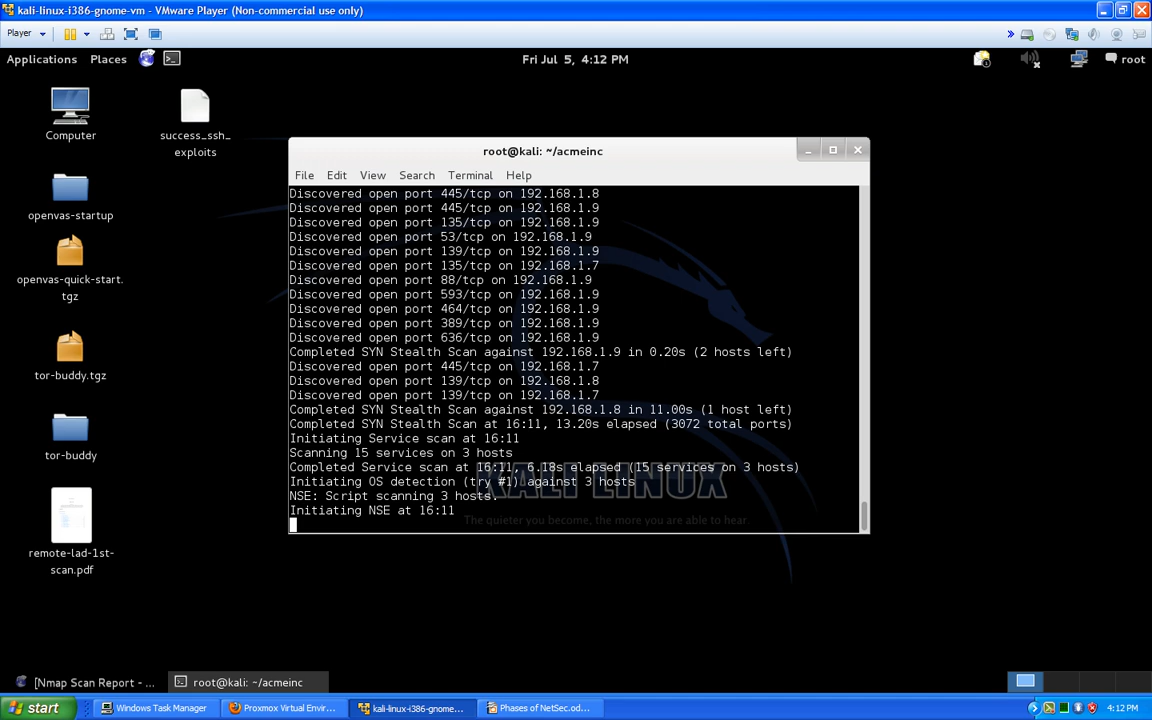 kali-linux-i386-gnome-vm - VMware Player (Non-commercial use only)
Player
Applications Places Fri Jul 5, 4:12 PM root
Computer
success_ssh_
exploits
openvas-startup
openvas-quick-start.
tgz
tor-buddy.tgz
tor-buddy
remote-lad-1st-
scan.pdf
root@kali: ~/acmeinc
File Edit View Search Terminal Help
Discovered open port 445/tcp on 192.168.1.8
Discovered open port 445/tcp on 192.168.1.9
Discovered open port 135/tcp on 192.168.1.9
Discovered open port 53/tcp on 192.168.1.9
Discovered open port 139/tcp on 192.168.1.9
Discovered open port 135/tcp on 192.168.1.7
Discovered open port 88/tcp on 192.168.1.9
Discovered open port 593/tcp on 192.168.1.9
Discovered open port 464/tcp on 192.168.1.9
Discovered open port 389/tcp on 192.168.1.9
Discovered open port 636/tcp on 192.168.1.9
Completed SYN Stealth Scan against 192.168.1.9 in 0.20s (2 hosts left)
Discovered open port 445/tcp on 192.168.1.7
Discovered open port 139/tcp on 192.168.1.8
Discovered open port 139/tcp on 192.168.1.7
Completed SYN Stealth Scan against 192.168.1.8 in 11.00s (1 host left)
Completed SYN Stealth Scan at 16:11, 13.20s elapsed (3072 total ports)
Initiating Service scan at 16:11
Scanning 15 services on 3 hosts
Completed Service scan at 16:11, 6.18s elapsed (15 services on 3 hosts)
Initiating OS detection (try #1) against 3 hosts
NSE: Script scanning 3 hosts.
Initiating NSE at 16:11
KALI LINUX
The quieter you become, the more you are able to hear
[Nmap Scan Report - ... root@kali: ~/acmeinc
start Windows Task Manager Proxmox Virtual Envir... kali-linux-i386-gnome... Phases of NetSec.od... 4:12 PM